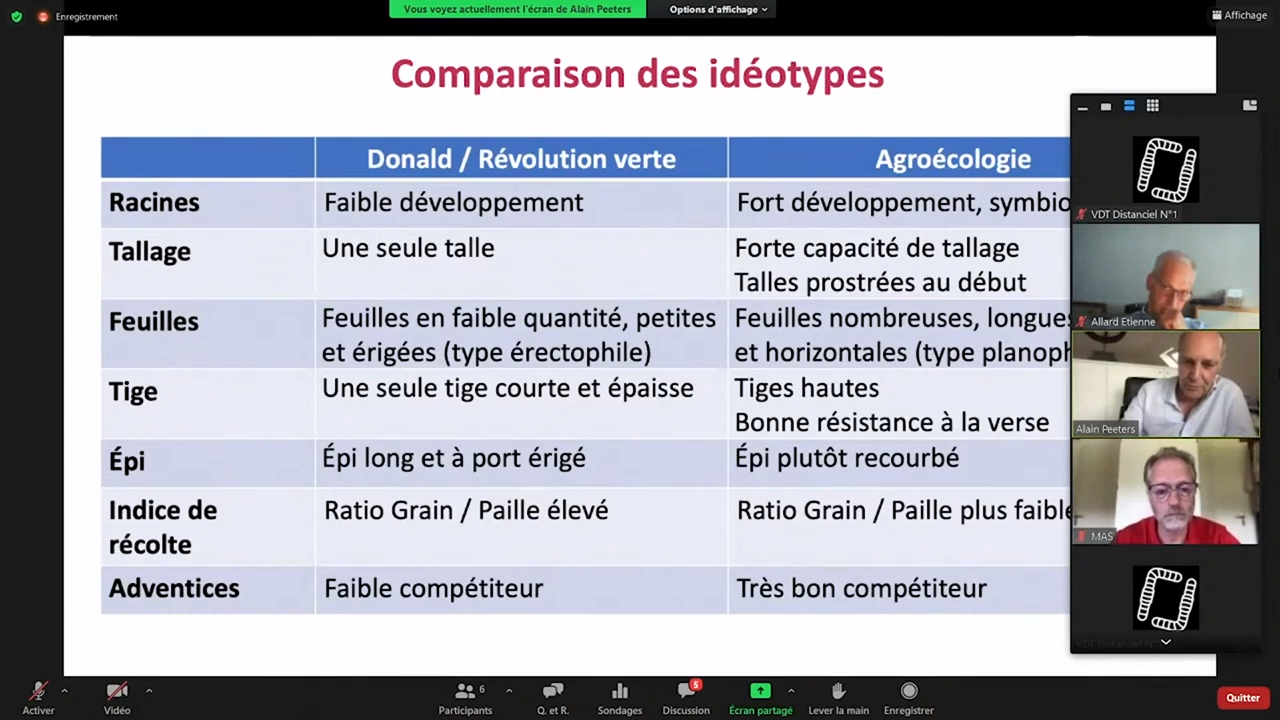 Enregistrement
Vous voyez actuellement l'écran de Alain Peeters
Options d'affichage
Affichage
Comparaison des idéotypes
Donald / Révolution verte
Agroécologie
Racines
Faible développement
Fort développement, symbio
Tallage
Une seule talle
Forte capacité de tallage
Talles prostrées au début
Feuilles
Feuilles en faible quantité, petites
et érigées (type érectophile)
Feuilles nombreuses, longues
et horizontales (type planoph
Tige
Une seule tige courte et épaisse
Tiges hautes
Bonne résistance à la verse
Épi
Épi long et à port érigé
Épi plutôt recourbé
Indice de
récolte
Ratio Grain / Paille élevé
Ratio Grain / Paille plus faible
Adventices
Faible compétiteur
Très bon compétiteur
VDT Distanciel N°1
Allard Etienne
Alain Peeters
MAS
Activer
Vidéo
6
Participants
Q. et R.
Sondages
5
Discussion
Écran partagé
Lever la main
Enregistrer
Quitter